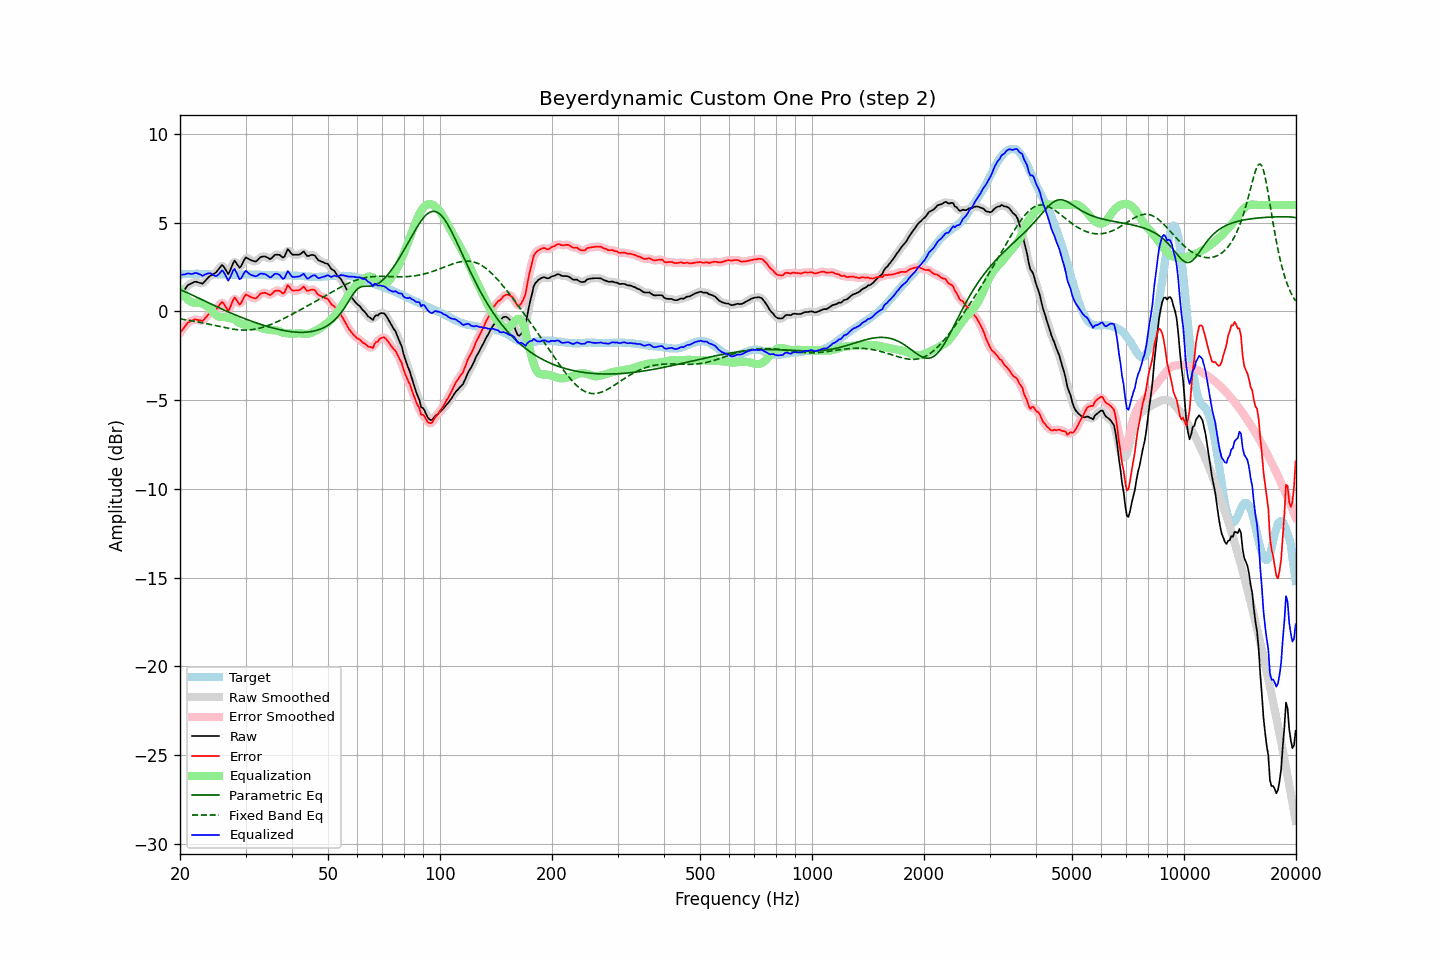 Beyerdynamic Custom One Pro (step 2)
10
5
0
−5
−10
−15
−20
−25
−30
Amplitude (dBr)
Target
Raw Smoothed
Error Smoothed
Raw
Error
Equalization
Parametric Eq
Fixed Band Eq
Equalized
20 50 100 200 500 1000 2000 5000 10000 20000
Frequency (Hz)